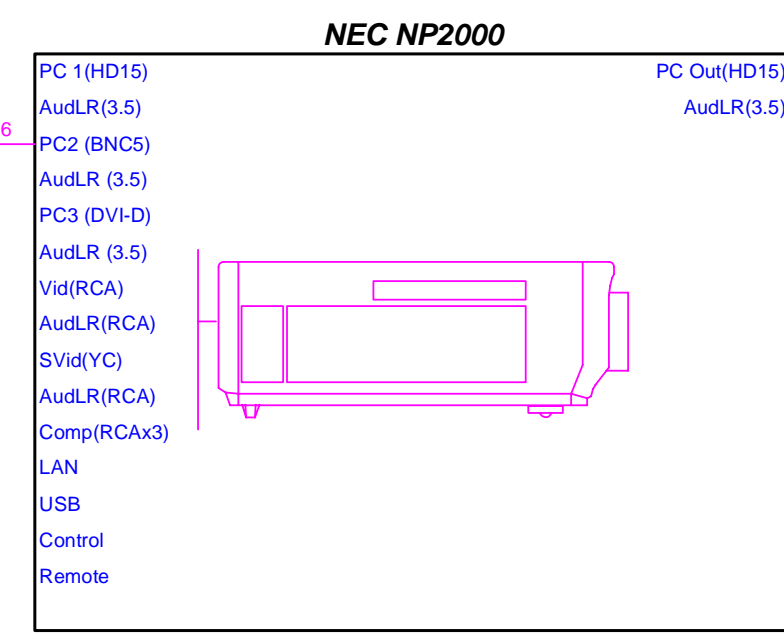 NEC NP2000
PC 1(HD15)
PC Out(HD15)
AudLR(3.5)
AudLR(3.5)
6
PC2 (BNC5)
AudLR (3.5)
PC3 (DVI-D)
AudLR (3.5)
Vid(RCA)
AudLR(RCA)
SVid(YC)
AudLR(RCA)
Comp(RCAx3)
LAN
USB
Control
Remote